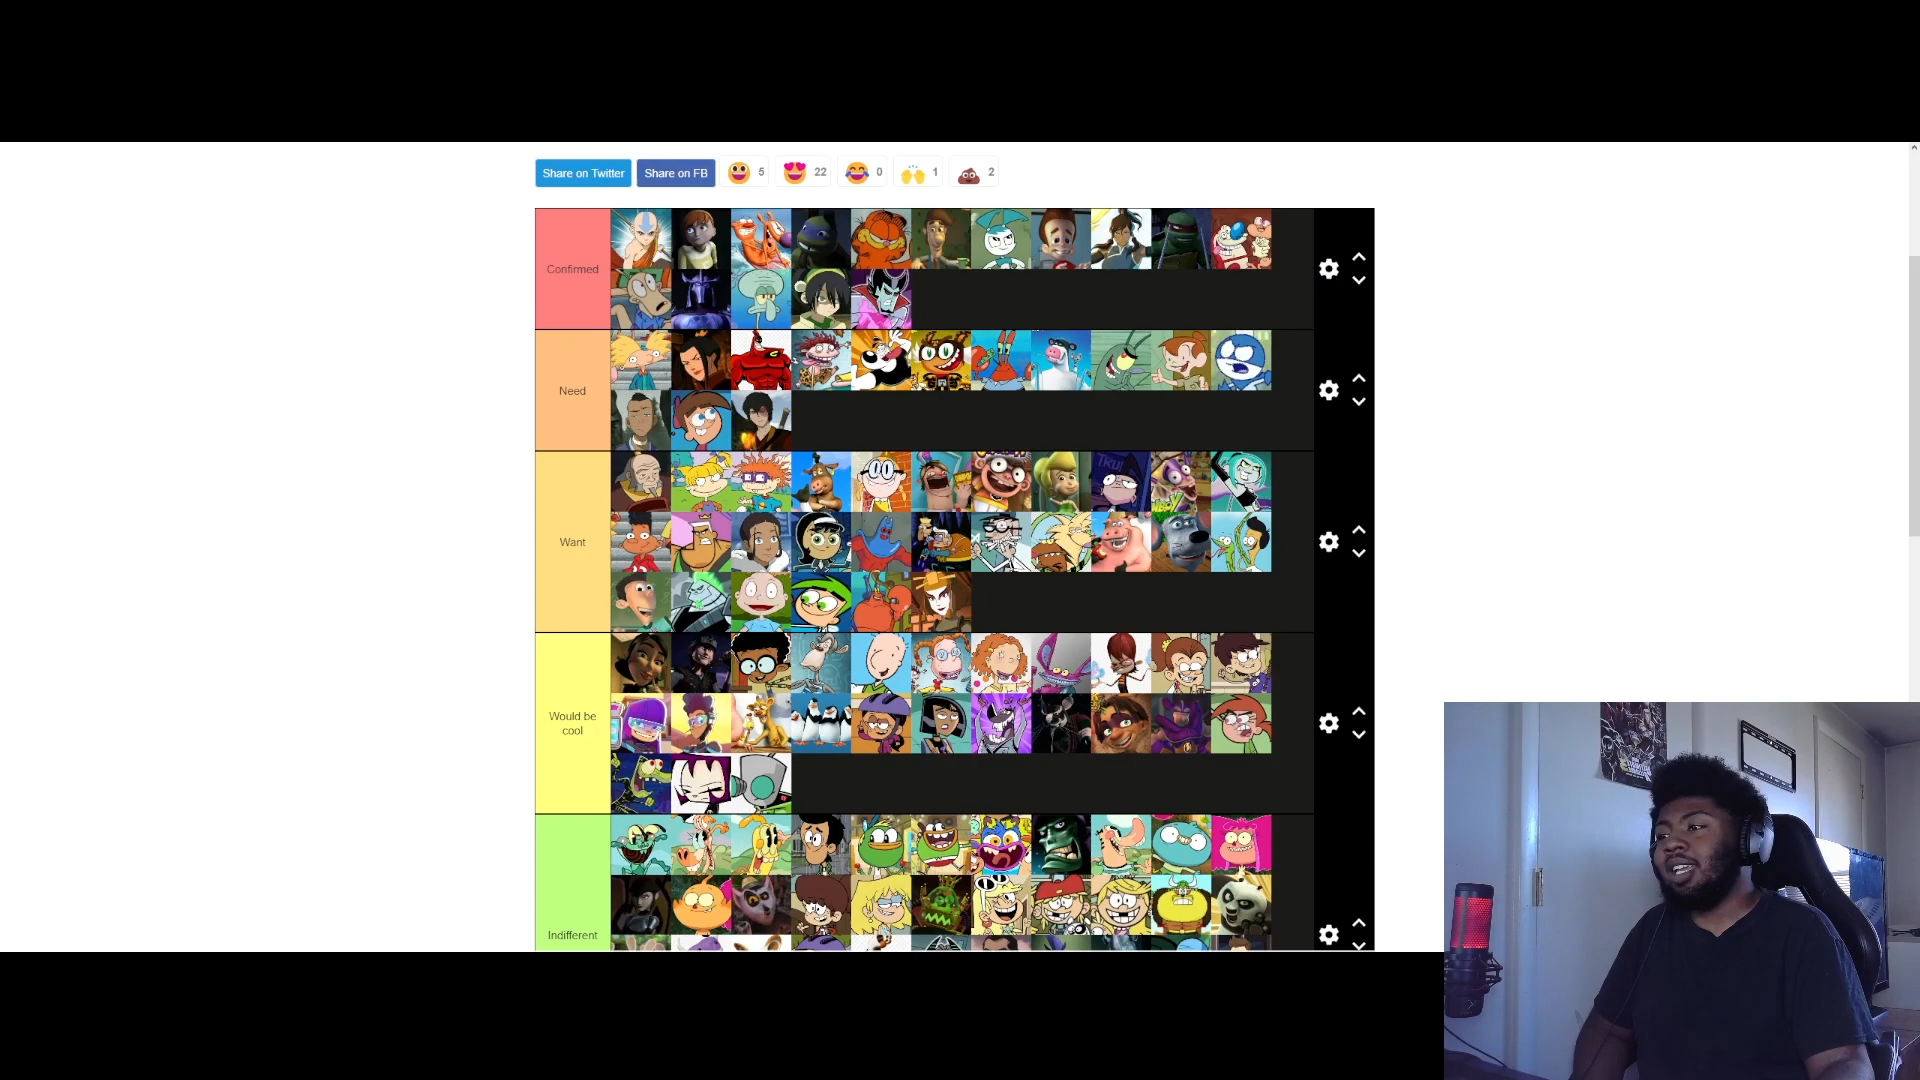 Share on Twitter
Share on FB
5
22
0
1
2
Confirmed
Need
Want
Would be
cool
Indifferent